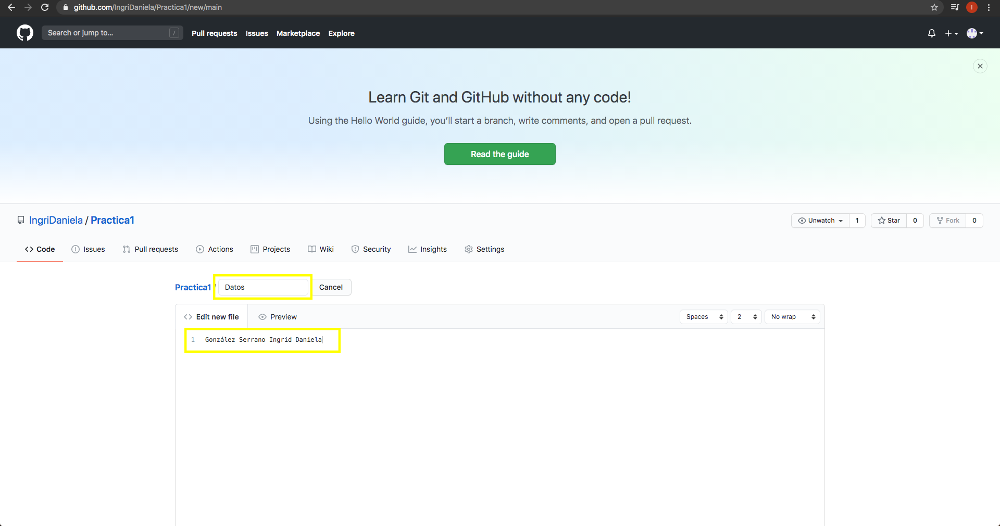 github.com/IngriDaniela/Practica1/new/main
I
Search or jump to... /
Pull requests Issues Marketplace Explore
Learn Git and GitHub without any code!
Using the Hello World guide, you’ll start a branch, write comments, and open a pull request.
Read the guide
IngriDaniela / Practica1
Unwatch 1 Star 0 Fork 0
Code Issues Pull requests Actions Projects Wiki Security Insights Settings
Practica1 / Datos Cancel
Edit new file Preview Spaces 2 No wrap
1 González Serrano Ingrid Daniela